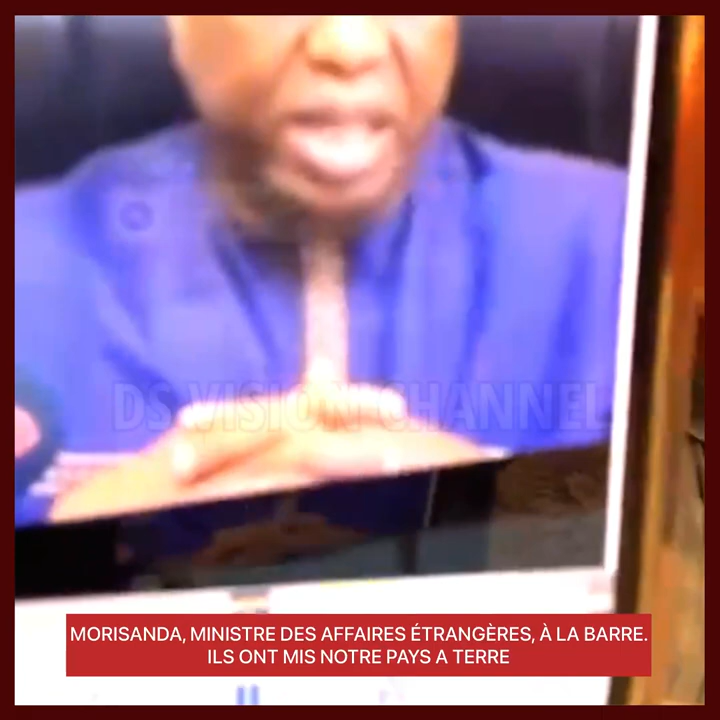 DS VISION CHANNEL
MORISANDA, MINISTRE DES AFFAIRES ÉTRANGÈRES, À LA BARRE.
ILS ONT MIS NOTRE PAYS A TERRE